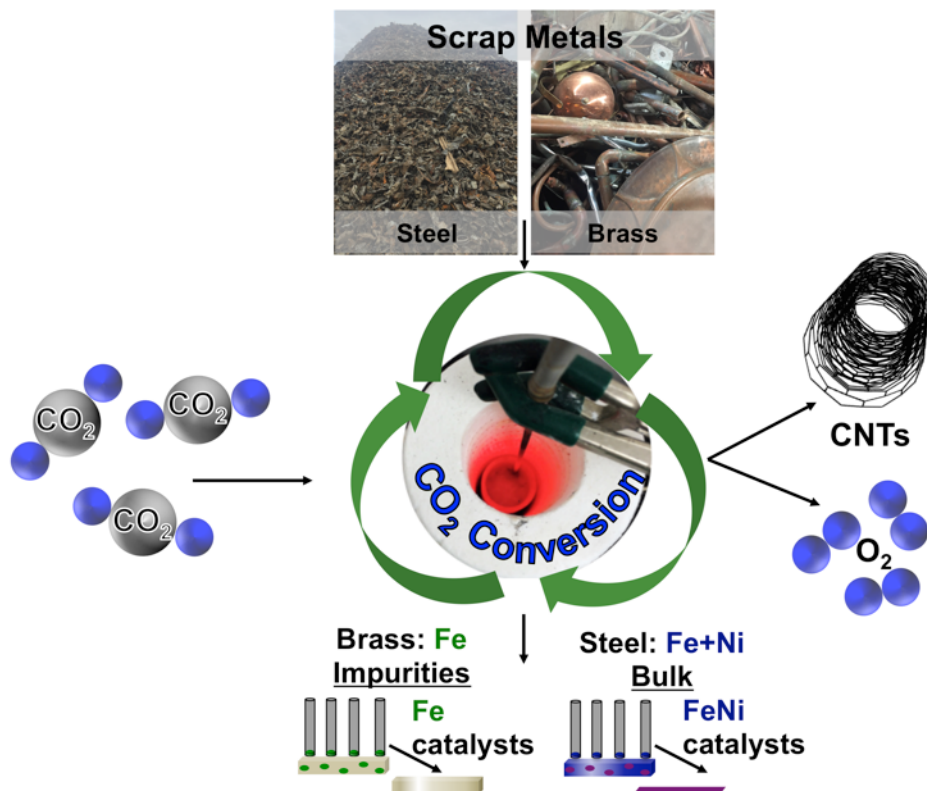 Scrap Metals
Steel
Brass
CO₂
CO₂
CO₂
CO₂ Conversion
CNTs
O₂
Brass: Fe
Impurities
Fe
catalysts
Steel: Fe+Ni
Bulk
FeNi
catalysts